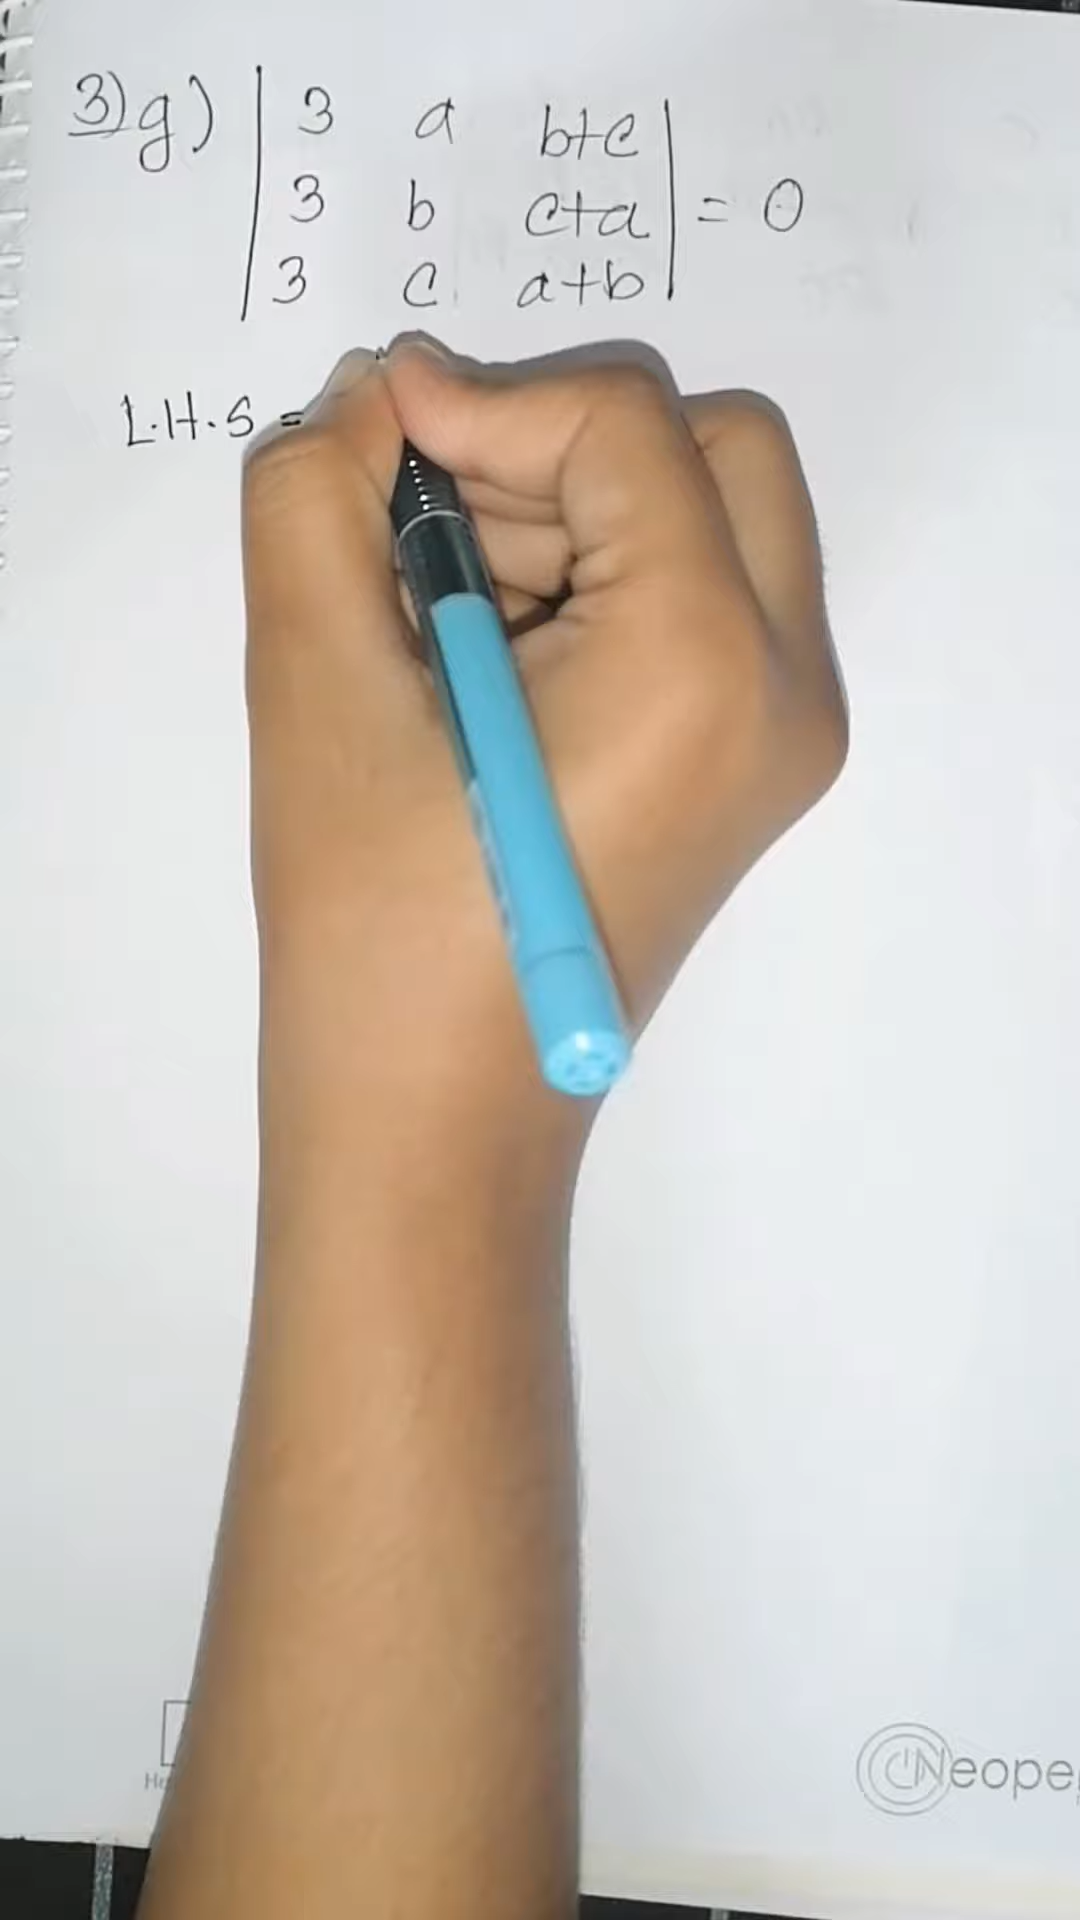 3) g) | 3 a b+c |
| 3 b c+a | = 0
| 3 c a+b |
L.H.S =
Neope